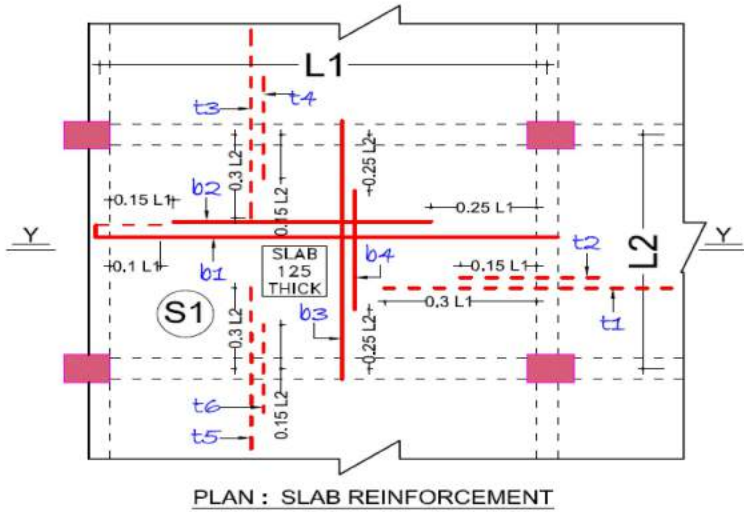 L1
t3
t4
0.3 L2
0.15 L2
0.25 L2
0.15 L1
b2
0.25 L1
Y
Y
b1
0.1 L1
SLAB
125
THICK
b4
0.15 L1
t2
L2
S1
b3
0.3 L1
t1
0.3 L2
0.15 L2
0.25 L2
t6
t5
PLAN : SLAB REINFORCEMENT